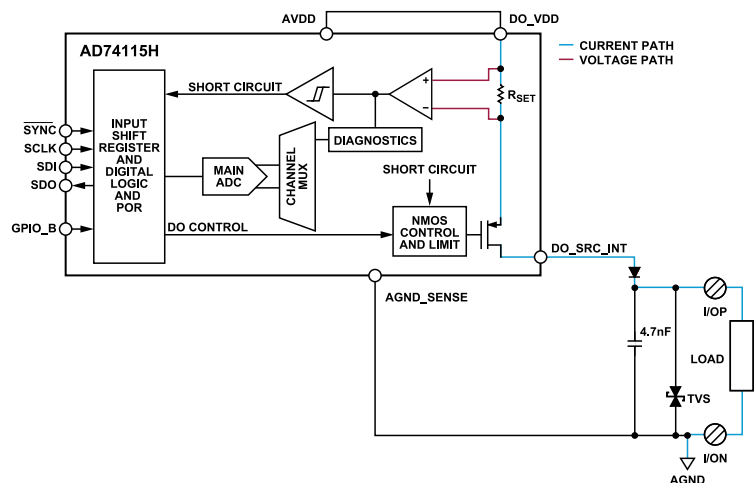 AVDD
DO_VDD
AD74115H
CURRENT PATH
VOLTAGE PATH
SHORT CIRCUIT
+
−
RSET
SYNC
SCLK
SDI
SDO
GPIO_B
INPUT
SHIFT
REGISTER
AND
DIGITAL
LOGIC
AND
POR
DIAGNOSTICS
MAIN
ADC
CHANNEL
MUX
SHORT CIRCUIT
DO CONTROL
NMOS
CONTROL
AND LIMIT
DO_SRC_INT
AGND_SENSE
4.7nF
TVS
I/OP
LOAD
I/ON
AGND